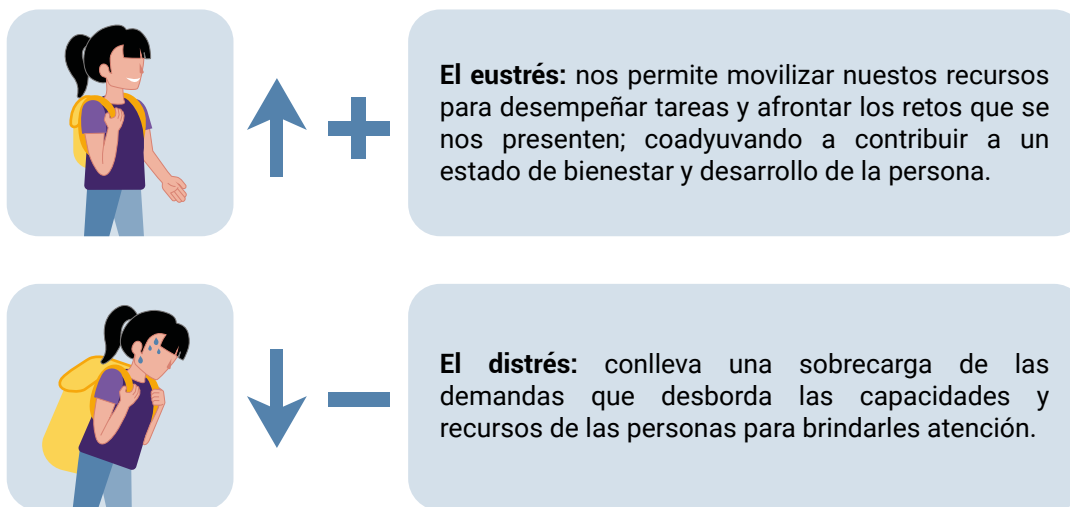 El eustrés: nos permite movilizar nuestos recursos
para desempeñar tareas y afrontar los retos que se
nos presenten; coadyuvando a contribuir a un
estado de bienestar y desarrollo de la persona.
El distrés: conlleva una sobrecarga de las
demandas que desborda las capacidades y
recursos de las personas para brindarles atención.